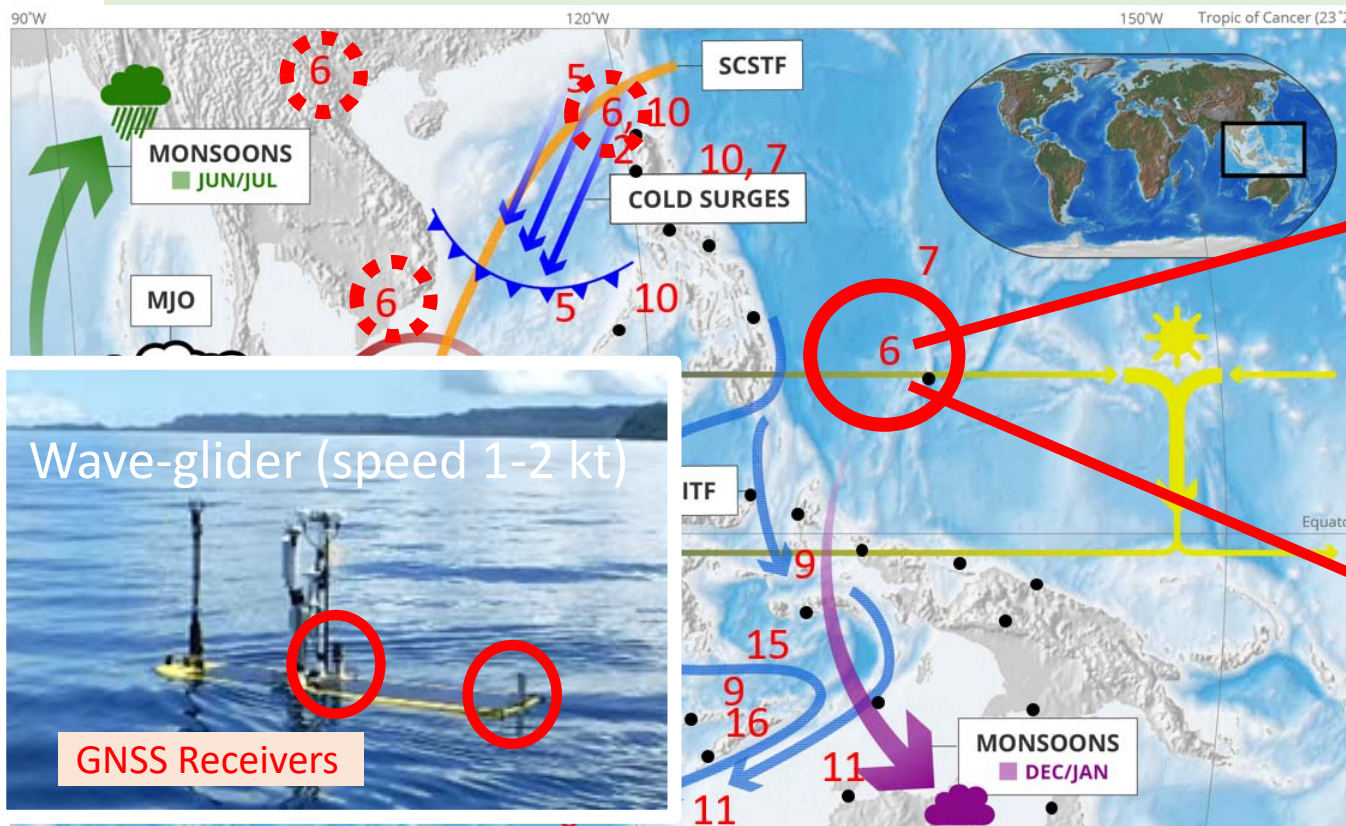 90°W 120°W 150°W Tropic of Cancer (23°2
6
5
SCSTF
6, 10
2
MONSOONS
JUN/JUL
10, 7
COLD SURGES
7
MJO
6
5
10
6
Wave-glider (speed 1-2 kt)
ITF
Equato
9
15
9
16
GNSS Receivers
MONSOONS
DEC/JAN
11
11